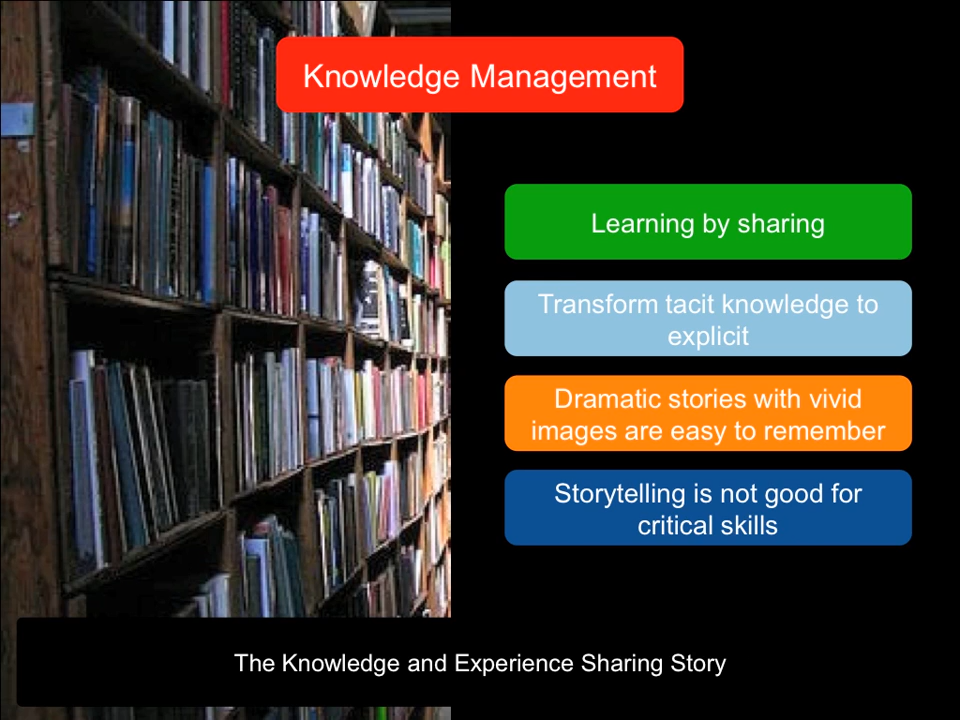 Knowledge Management
Learning by sharing
Transform tacit knowledge to
explicit
Dramatic stories with vivid
images are easy to remember
Storytelling is not good for
critical skills
The Knowledge and Experience Sharing Story